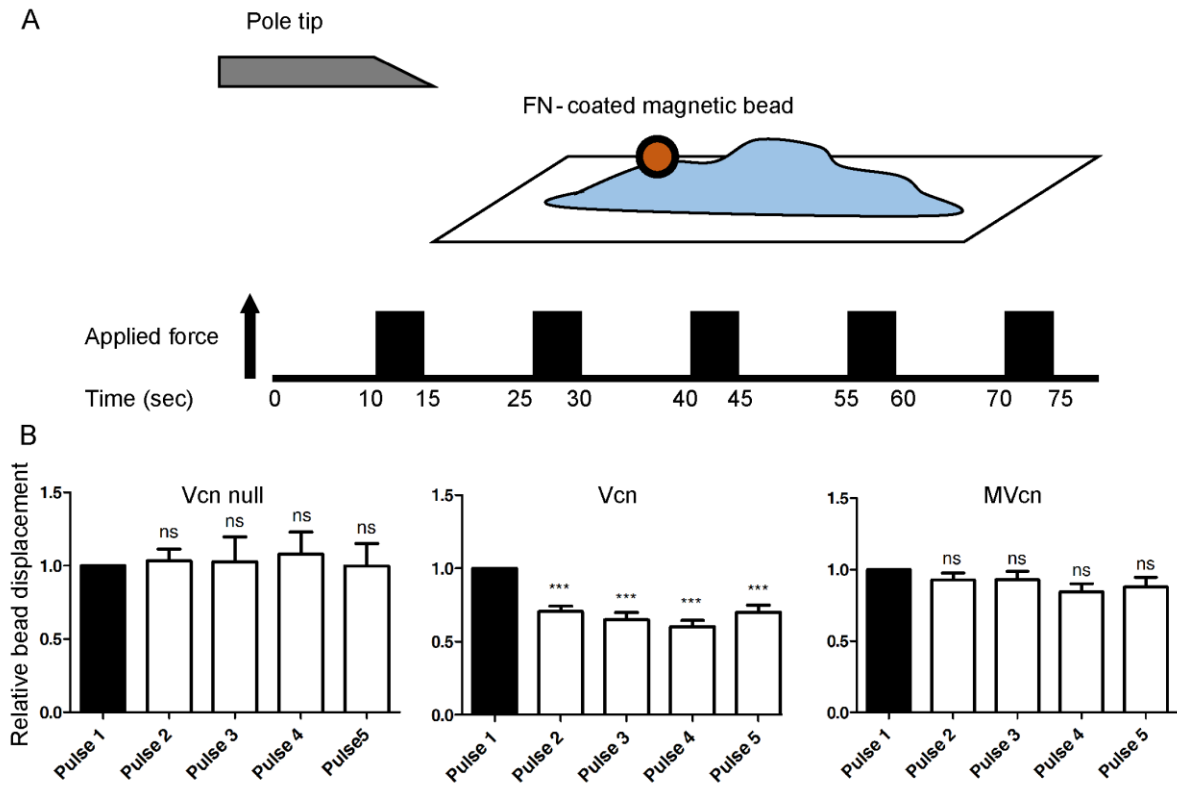 A
Pole tip
FN-coated magnetic bead
Applied force
Time (sec)
0 10 15 25 30 40 45 55 60 70 75
B
Relative bead displacement
Vcn null
1.5
1.0
0.5
0.0
ns
ns
ns
ns
Pulse 1
Pulse 2
Pulse 3
Pulse 4
Pulse5
Vcn
1.5
1.0
0.5
0.0
***
***
***
***
Pulse 1
Pulse 2
Pulse 3
Pulse 4
Pulse 5
MVcn
1.5
1.0
0.5
0.0
ns
ns
ns
ns
Pulse 1
Pulse 2
Pulse 3
Pulse 4
Pulse 5